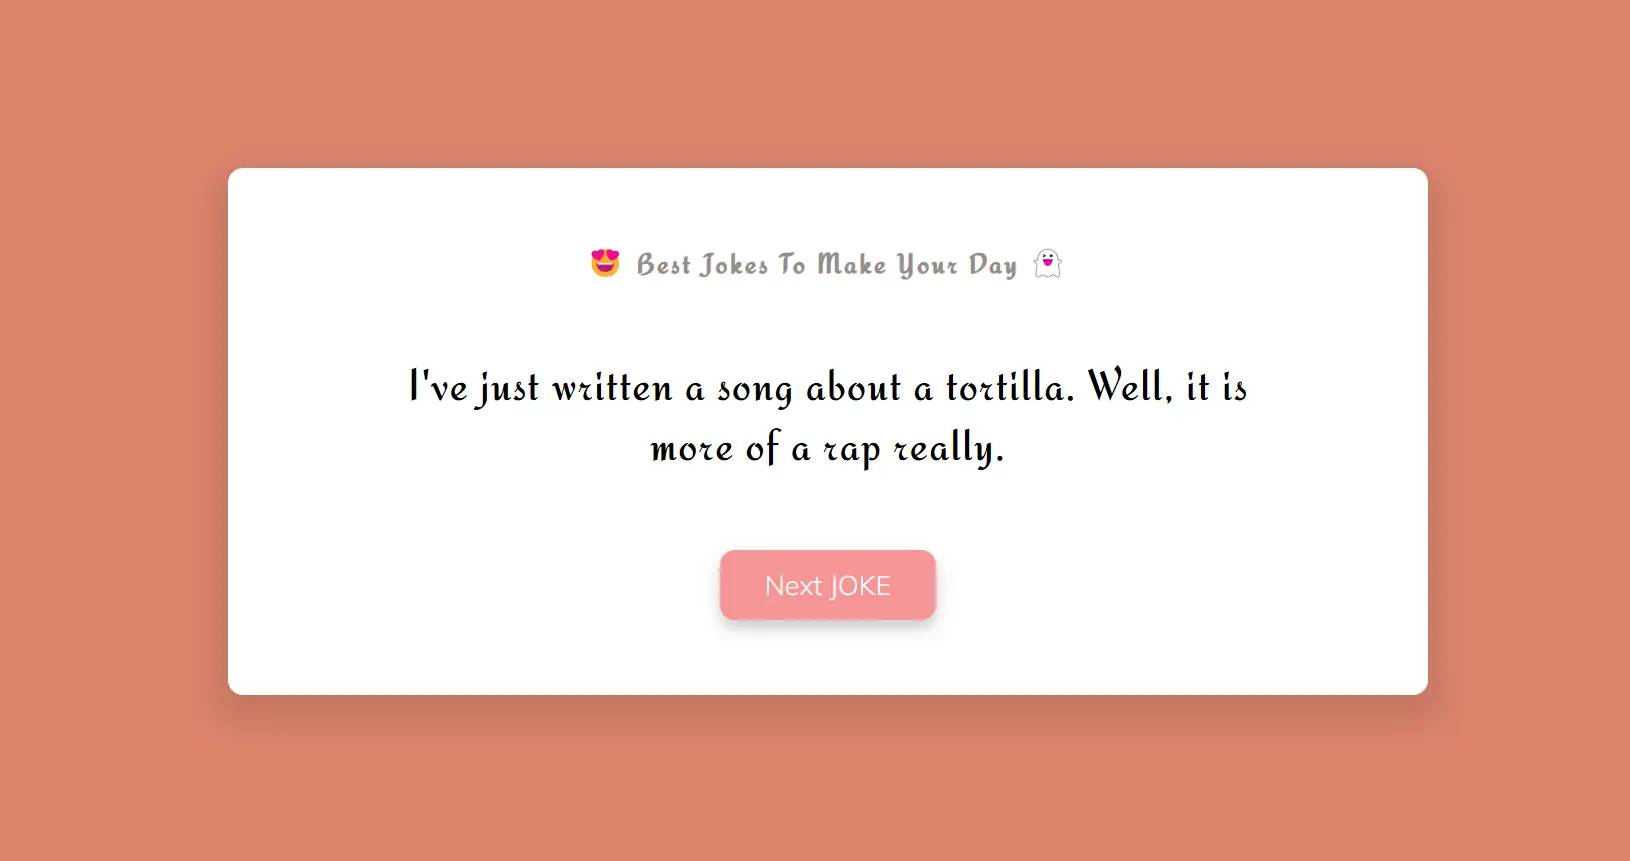 😍 Best Jokes To Make Your Day 👻
I've just written a song about a tortilla. Well, it is
more of a rap really.
Next JOKE